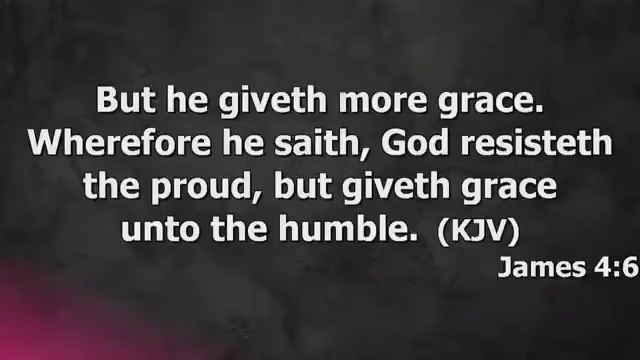 But he giveth more grace.
Wherefore he saith, God resisteth
the proud, but giveth grace
unto the humble. (KJV)
James 4:6